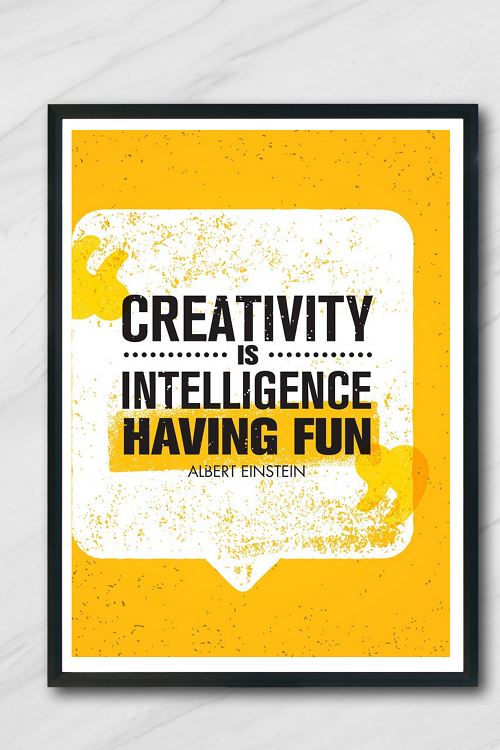 CREATIVITY
IS
INTELLIGENCE
HAVING FUN
ALBERT EINSTEIN